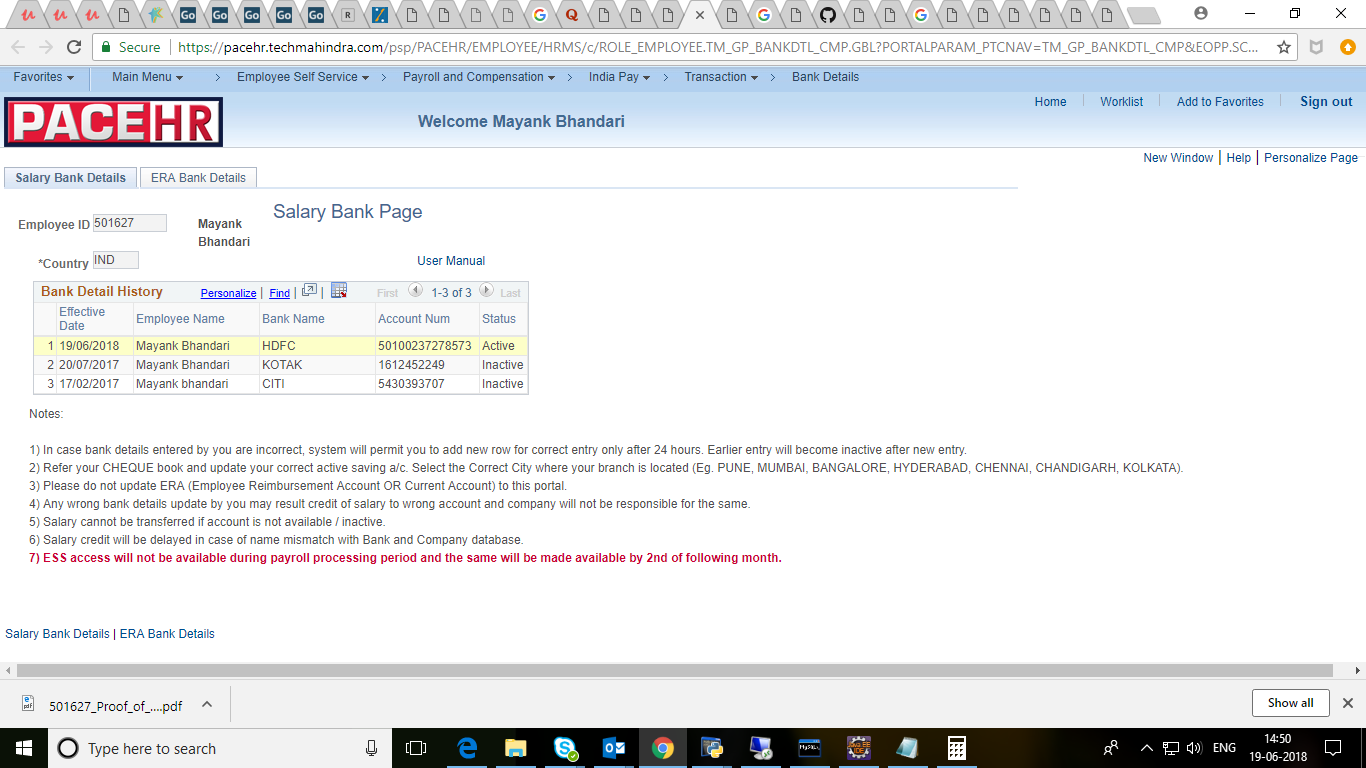 Go Go Go Go Go R G Q G G
Secure https://pacehr.techmahindra.com/psp/PACEHR/EMPLOYEE/HRMS/c/ROLE_EMPLOYEE.TM_GP_BANKDTL_CMP.GBL?PORTALPARAM_PTCNAV=TM_GP_BANKDTL_CMP&EOPP.SC...
Favorites Main Menu > Employee Self Service > Payroll and Compensation > India Pay > Transaction > Bank Details
Home Worklist Add to Favorites Sign out
PACEHR
Welcome Mayank Bhandari
New Window | Help | Personalize Page
Salary Bank Details ERA Bank Details
Salary Bank Page
Employee ID 501627 Mayank
Bhandari
*Country IND
User Manual
Bank Detail History Personalize | Find | | First 1-3 of 3 Last
Effective
Date Employee Name Bank Name Account Num Status
1 19/06/2018 Mayank Bhandari HDFC 50100237278573 Active
2 20/07/2017 Mayank Bhandari KOTAK 1612452249 Inactive
3 17/02/2017 Mayank bhandari CITI 5430393707 Inactive
Notes:
1) In case bank details entered by you are incorrect, system will permit you to add new row for correct entry only after 24 hours. Earlier entry will become inactive after new entry.
2) Refer your CHEQUE book and update your correct active saving a/c. Select the Correct City where your branch is located (Eg. PUNE, MUMBAI, BANGALORE, HYDERABAD, CHENNAI, CHANDIGARH, KOLKATA).
3) Please do not update ERA (Employee Reimbursement Account OR Current Account) to this portal.
4) Any wrong bank details update by you may result credit of salary to wrong account and company will not be responsible for the same.
5) Salary cannot be transferred if account is not available / inactive.
6) Salary credit will be delayed in case of name mismatch with Bank and Company database.
7) ESS access will not be available during payroll processing period and the same will be made available by 2nd of following month.
Salary Bank Details | ERA Bank Details
501627_Proof_of_....pdf
Show all
Type here to search
MySQL
ENG
14:50
19-06-2018